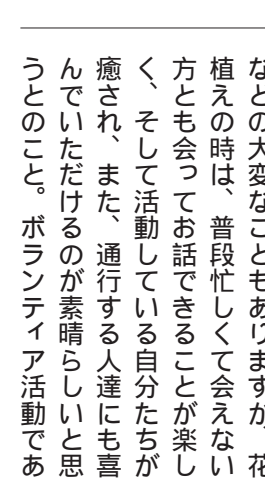 などの大変なこともありますが、花
植えの時は、普段忙しくて会えない
方とも会ってお話できることが楽し
く、そして活動している自分たちが
癒され、また、通行する人達にも喜
んでいただけるのが素晴らしいと思
うとのこと。ボランティア活動であ